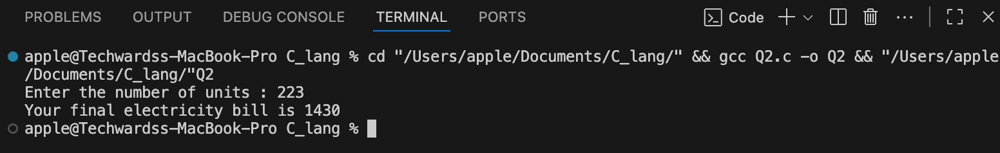 PROBLEMS OUTPUT DEBUG CONSOLE TERMINAL PORTS Code
apple@Techwardss-MacBook-Pro C_lang % cd "/Users/apple/Documents/C_lang/" && gcc Q2.c -o Q2 && "/Users/apple
/Documents/C_lang/"Q2
Enter the number of units : 223
Your final electricity bill is 1430
apple@Techwardss-MacBook-Pro C_lang %